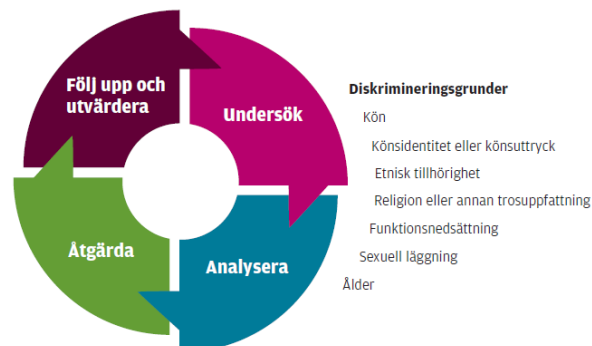 Följ upp och
utvärdera
Undersök
Analysera
Åtgärda
Diskrimineringsgrunder
Kön
Könsidentitet eller könsuttryck
Etnisk tillhörighet
Religion eller annan trosuppfattning
Funktionsnedsättning
Sexuell läggning
Ålder